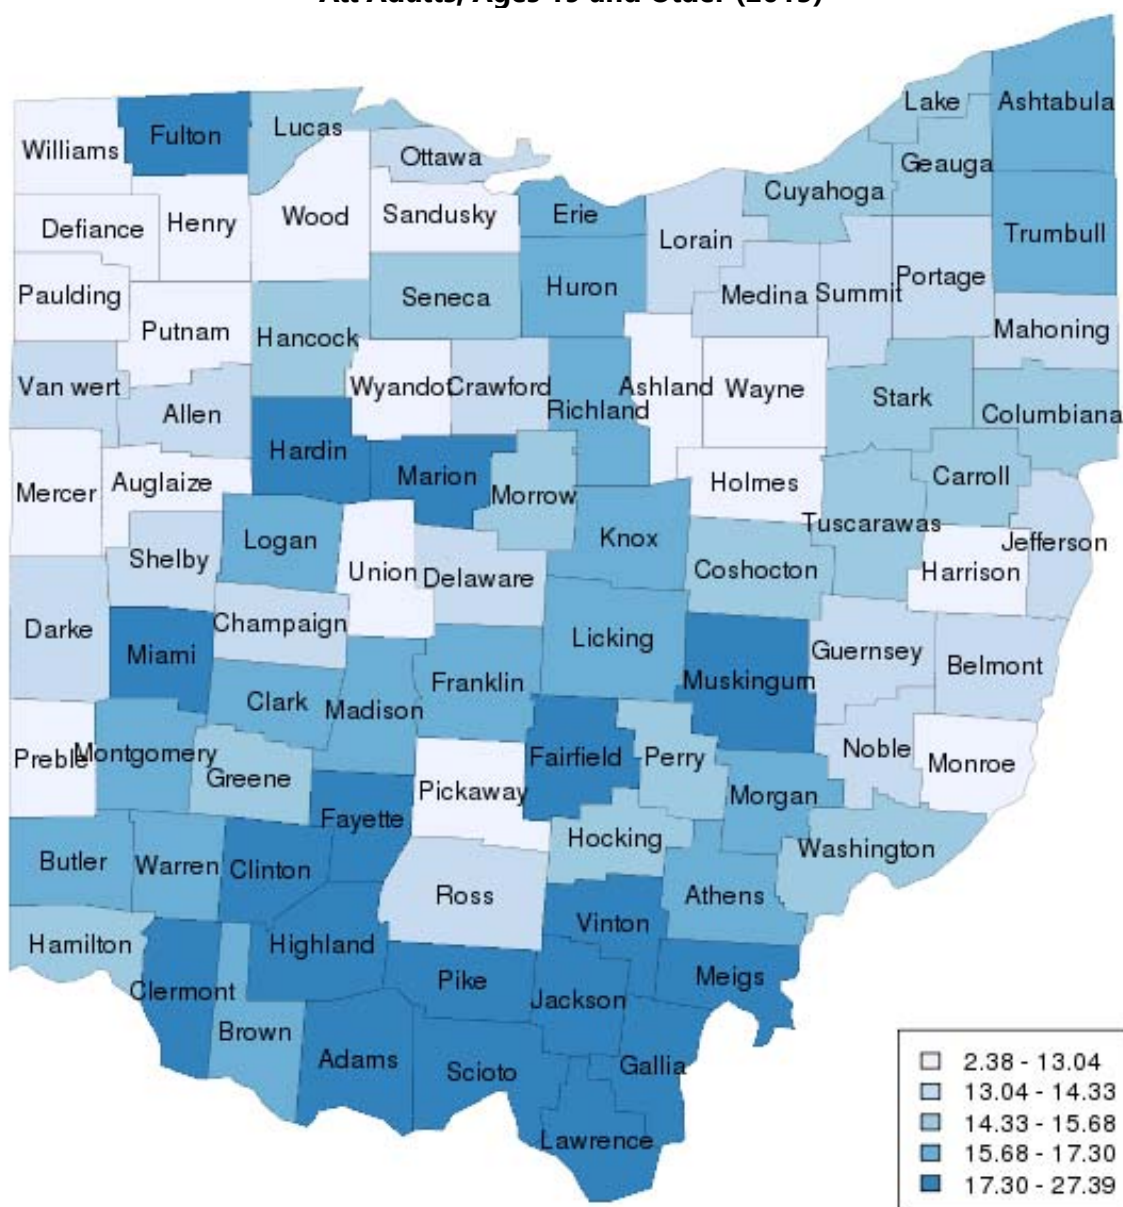 All Adults, Ages 19 and Older (2015)
Lake
Ashtabula
Williams
Fulton
Lucas
Ottawa
Geauga
Cuyahoga
Defiance
Henry
Wood
Sandusky
Erie
Lorain
Trumbull
Paulding
Putnam
Hancock
Seneca
Huron
Medina
Summit
Portage
Mahoning
Van wert
Allen
Wyandot
Crawford
Richland
Ashland
Wayne
Stark
Columbiana
Mercer
Auglaize
Hardin
Marion
Morrow
Holmes
Carroll
Tuscarawas
Jefferson
Shelby
Logan
Union
Delaware
Knox
Coshocton
Harrison
Darke
Miami
Champaign
Licking
Guernsey
Belmont
Clark
Madison
Franklin
Muskingum
Preble
Montgomery
Greene
Pickaway
Fairfield
Perry
Morgan
Noble
Monroe
Butler
Warren
Clinton
Fayette
Ross
Hocking
Athens
Washington
Hamilton
Highland
Vinton
Clermont
Pike
Jackson
Meigs
Brown
Adams
Scioto
Gallia
Lawrence
2.38 - 13.04
13.04 - 14.33
14.33 - 15.68
15.68 - 17.30
17.30 - 27.39